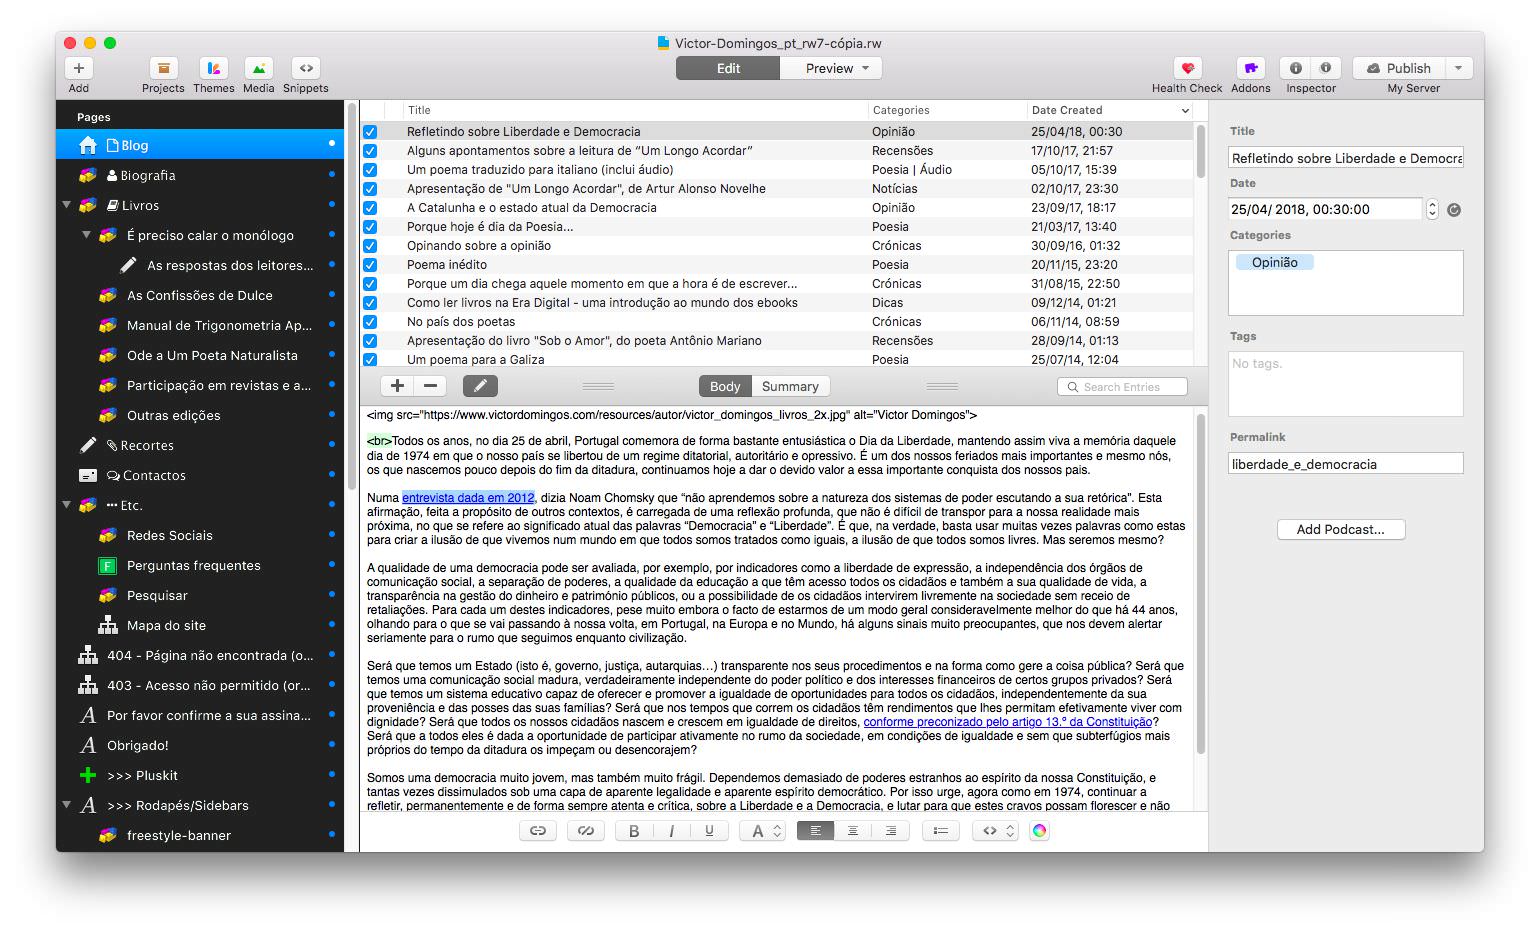 Victor-Domingos_pt_rw7-cópia.rw
Edit
Preview
Add
Projects
Themes
Media
Snippets
Health Check
Addons
Inspector
Publish
My Server
Pages
Blog
Biografia
Livros
É preciso calar o monólogo
As respostas dos leitores...
As Confissões de Dulce
Manual de Trigonometria Ap...
Ode a Um Poeta Naturalista
Participação em revistas e a...
Outras edições
Recortes
Contactos
Etc.
Redes Sociais
F Perguntas frequentes
Pesquisar
Mapa do site
404 - Página não encontrada (o...
403 - Acesso não permitido (or...
A Por favor confirme a sua assina...
A Obrigado!
>>> Pluskit
A >>> Rodapés/Sidebars
freestyle-banner
Title Categories Date Created
Refletindo sobre Liberdade e Democracia Opinião 25/04/18, 00:30
Alguns apontamentos sobre a leitura de “Um Longo Acordar” Recensões 17/10/17, 21:57
Um poema traduzido para italiano (inclui áudio) Poesia | Áudio 05/10/17, 15:39
Apresentação de "Um Longo Acordar", de Artur Alonso Novelhe Notícias 02/10/17, 23:30
A Catalunha e o estado atual da Democracia Opinião 23/09/17, 18:17
Porque hoje é dia da Poesia... Poesia 21/03/17, 13:40
Opinando sobre a opinião Crónicas 30/09/16, 01:32
Poema inédito Poesia 20/11/15, 23:20
Porque um dia chega aquele momento em que a hora é de escrever... Crónicas 31/08/15, 22:50
Como ler livros na Era Digital - uma introdução ao mundo dos ebooks Dicas 09/12/14, 01:21
No país dos poetas Crónicas 06/11/14, 08:59
Apresentação do livro "Sob o Amor", do poeta Antônio Mariano Recensões 28/09/14, 01:13
Um poema para a Galiza Poesia 25/07/14, 12:04
Body
Summary
Search Entries
<img src="https://www.victordomingos.com/resources/autor/victor_domingos_livros_2x.jpg" alt="Victor Domingos">
<br>Todos os anos, no dia 25 de abril, Portugal comemora de forma bastante entusiástica o Dia da Liberdade, mantendo assim viva a memória daquele
dia de 1974 em que o nosso país se libertou de um regime ditatorial, autoritário e opressivo. É um dos nossos feriados mais importantes e mesmo nós,
os que nascemos pouco depois do fim da ditadura, continuamos hoje a dar o devido valor a essa importante conquista dos nossos pais.
Numa entrevista dada em 2012, dizia Noam Chomsky que “não aprendemos sobre a natureza dos sistemas de poder escutando a sua retórica”. Esta
afirmação, feita a propósito de outros contextos, é carregada de uma reflexão profunda, que não é difícil de transpor para a nossa realidade mais
próxima, no que se refere ao significado atual das palavras “Democracia” e “Liberdade”. É que, na verdade, basta usar muitas vezes palavras como estas
para criar a ilusão de que vivemos num mundo em que todos somos tratados como iguais, a ilusão de que todos somos livres. Mas seremos mesmo?
A qualidade de uma democracia pode ser avaliada, por exemplo, por indicadores como a liberdade de expressão, a independência dos órgãos de
comunicação social, a separação de poderes, a qualidade da educação a que têm acesso todos os cidadãos e também a sua qualidade de vida, a
transparência na gestão do dinheiro e património públicos, ou a possibilidade de os cidadãos intervirem livremente na sociedade sem receio de
retaliações. Para cada um destes indicadores, pese muito embora o facto de estarmos de um modo geral consideravelmente melhor do que há 44 anos,
olhando para o que se vai passando à nossa volta, em Portugal, na Europa e no Mundo, há alguns sinais muito preocupantes, que nos devem alertar
seriamente para o rumo que seguimos enquanto civilização.
Será que temos um Estado (isto é, governo, justiça, autarquias...) transparente nos seus procedimentos e na forma como gere a coisa pública? Será que
temos uma comunicação social madura, verdadeiramente independente do poder político e dos interesses financeiros de certos grupos privados? Será
que temos um sistema educativo capaz de oferecer e promover a igualdade de oportunidades para todos os cidadãos, independentemente da sua
proveniência e das posses das suas famílias? Será que nos tempos que correm os cidadãos têm rendimentos que lhes permitam efetivamente viver com
dignidade? Será que todos os nossos cidadãos nascem e crescem em igualdade de direitos, conforme preconizado pelo artigo 13.º da Constituição?
Será que a todos eles é dada a oportunidade de participar ativamente no rumo da sociedade, em condições de igualdade e sem que subterfúgios mais
próprios do tempo da ditadura os impeçam ou desencorajem?
Somos uma democracia muito jovem, mas também muito frágil. Dependemos demasiado de poderes estranhos ao espírito da nossa Constituição, e
tantas vezes dissimulados sob uma capa de aparente legalidade e aparente espírito democrático. Por isso urge, agora como em 1974, continuar a
refletir, permanentemente e de forma sempre atenta e crítica, sobre a Liberdade e a Democracia, e lutar para que estes cravos possam florescer e não
B I U A
Title
Refletindo sobre Liberdade e Democra
Date
25/04/ 2018, 00:30:00
Categories
Opinião
Tags
No tags.
Permalink
liberdade_e_democracia
Add Podcast...